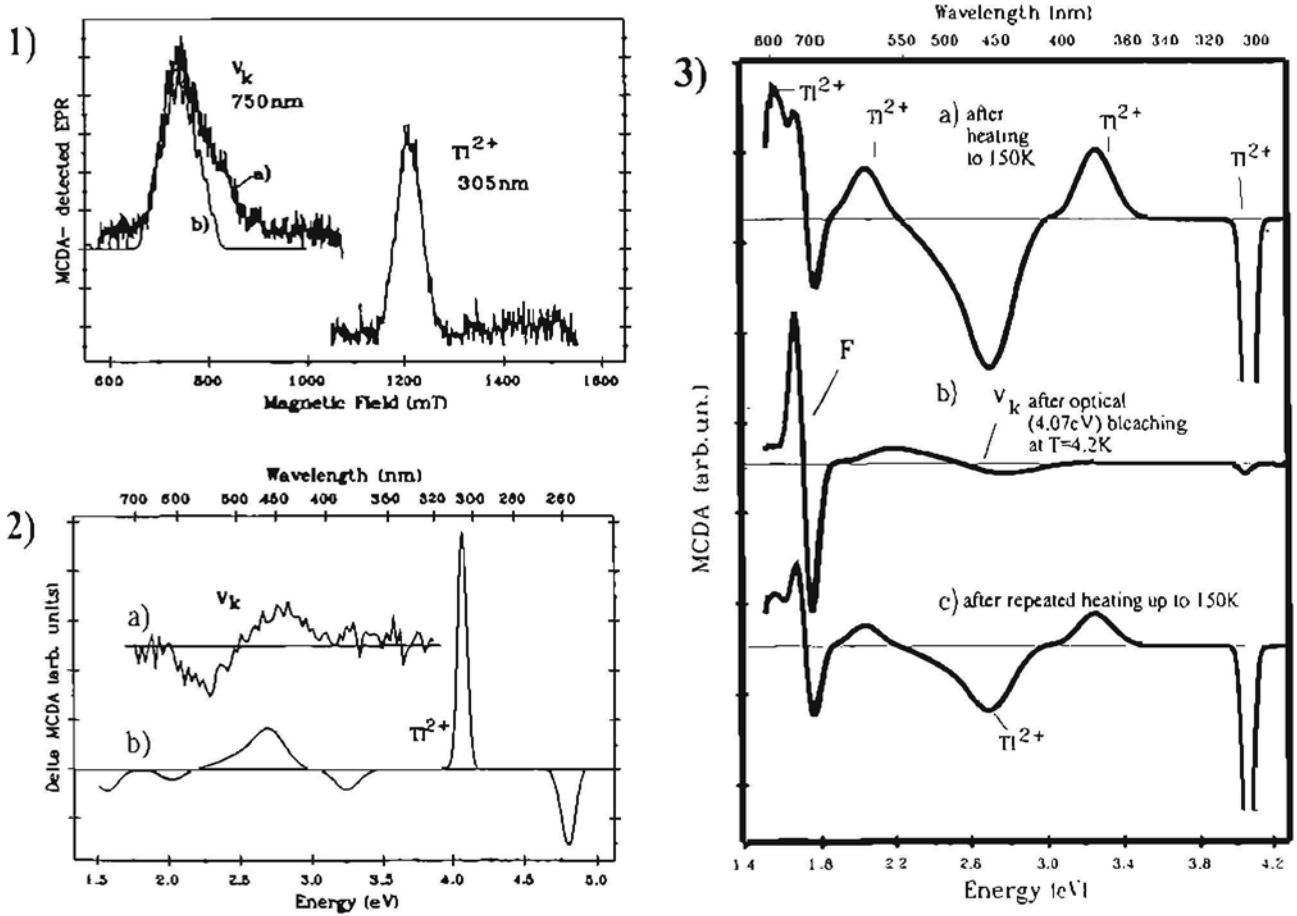 1)
MCDA- detected EPR
V_k
750nm
a)
b)
Tl²⁺
305nm
600 800 1000 1200 1400 1600
Magnetic Field (mT)
2)
Wavelength (nm)
700 600 500 450 400 360 320 300 280 260
Delta MCDA (arb. units)
a)
V_k
b)
Tl²⁺
1.5 2.0 2.5 3.0 3.5 4.0 4.5 5.0
Energy (eV)
3)
Wavelength (nm)
800 700 550 500 450 400 360 340 320 300
MCDA (arb.un.)
Tl²⁺
Tl²⁺
a) after
heating
to 150K
Tl²⁺
Tl²⁺
F
b)
V_k after optical
(4.07eV) bleaching
at T=4.2K
c) after repeated heating up to 150K
Tl²⁺
1.4 1.8 2.2 2.6 3.0 3.4 3.8 4.2
Energy (eV)